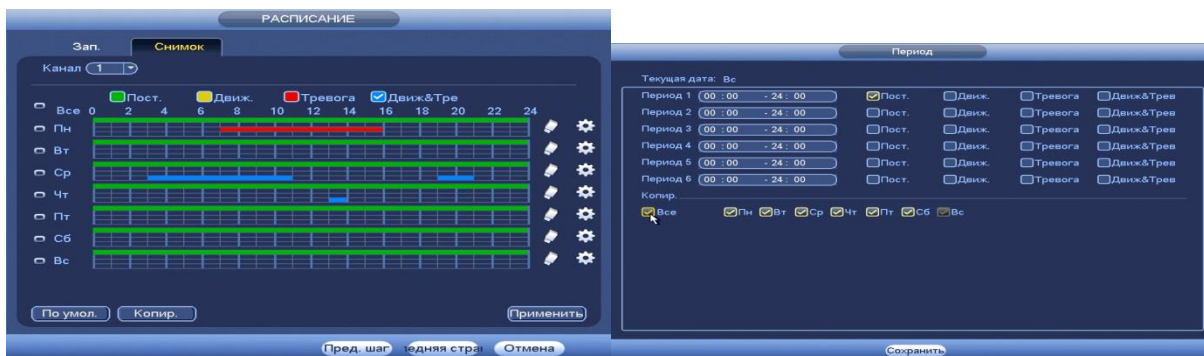 РАСПИСАНИЕ
Зап. Снимок
Канал 1
Пост. Движ. Тревога Движ&Тре
Все 0 2 4 6 8 10 12 14 16 18 20 22 24
Пн
Вт
Ср
Чт
Пт
Сб
Вс
По умол. Копир. Применить
Пред. шаг едняя стра Отмена
Период
Текущая дата: Вс
Период 1 00 : 00 - 24 : 00 Пост. Движ. Тревога Движ&Трев
Период 2 00 : 00 - 24 : 00 Пост. Движ. Тревога Движ&Трев
Период 3 00 : 00 - 24 : 00 Пост. Движ. Тревога Движ&Трев
Период 4 00 : 00 - 24 : 00 Пост. Движ. Тревога Движ&Трев
Период 5 00 : 00 - 24 : 00 Пост. Движ. Тревога Движ&Трев
Период 6 00 : 00 - 24 : 00 Пост. Движ. Тревога Движ&Трев
Копир.
Все Пн Вт Ср Чт Пт Сб Вс
Сохранить